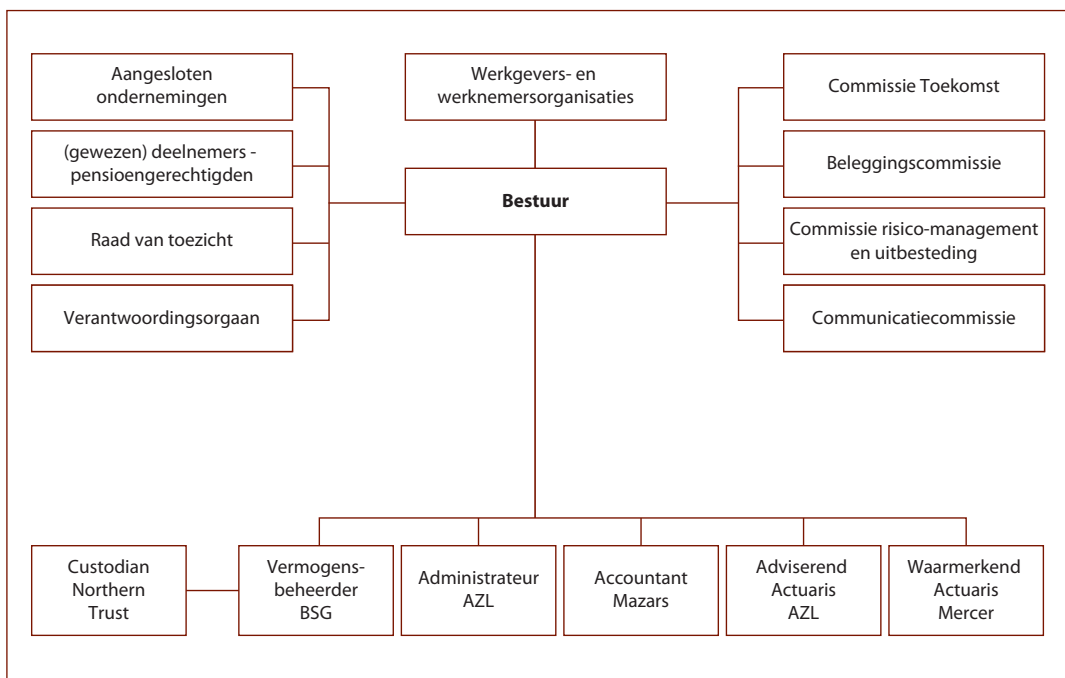 Aangesloten
ondernemingen
Werkgevers- en
werknemersorganisaties
Commissie Toekomst
(gewezen) deelnemers -
pensioengerechtigden
Bestuur
Beleggingscommissie
Raad van toezicht
Commissie risico-management
en uitbesteding
Verantwoordingsorgaan
Communicatiecommissie
Custodian
Northern
Trust
Vermogens-
beheerder
BSG
Administrateur
AZL
Accountant
Mazars
Adviserend
Actuaris
AZL
Waarmerkend
Actuaris
Mercer